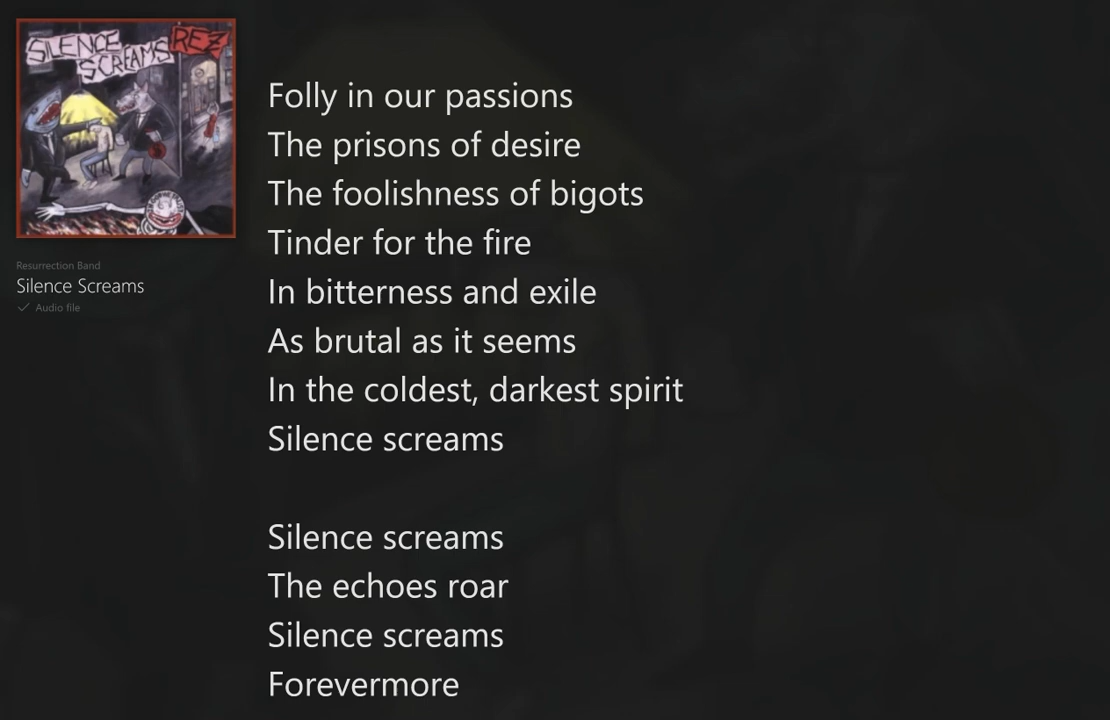 SILENCE SCREAMS REZ
Resurrection Band
Silence Screams
Audio file
Folly in our passions
The prisons of desire
The foolishness of bigots
Tinder for the fire
In bitterness and exile
As brutal as it seems
In the coldest, darkest spirit
Silence screams

Silence screams
The echoes roar
Silence screams
Forevermore